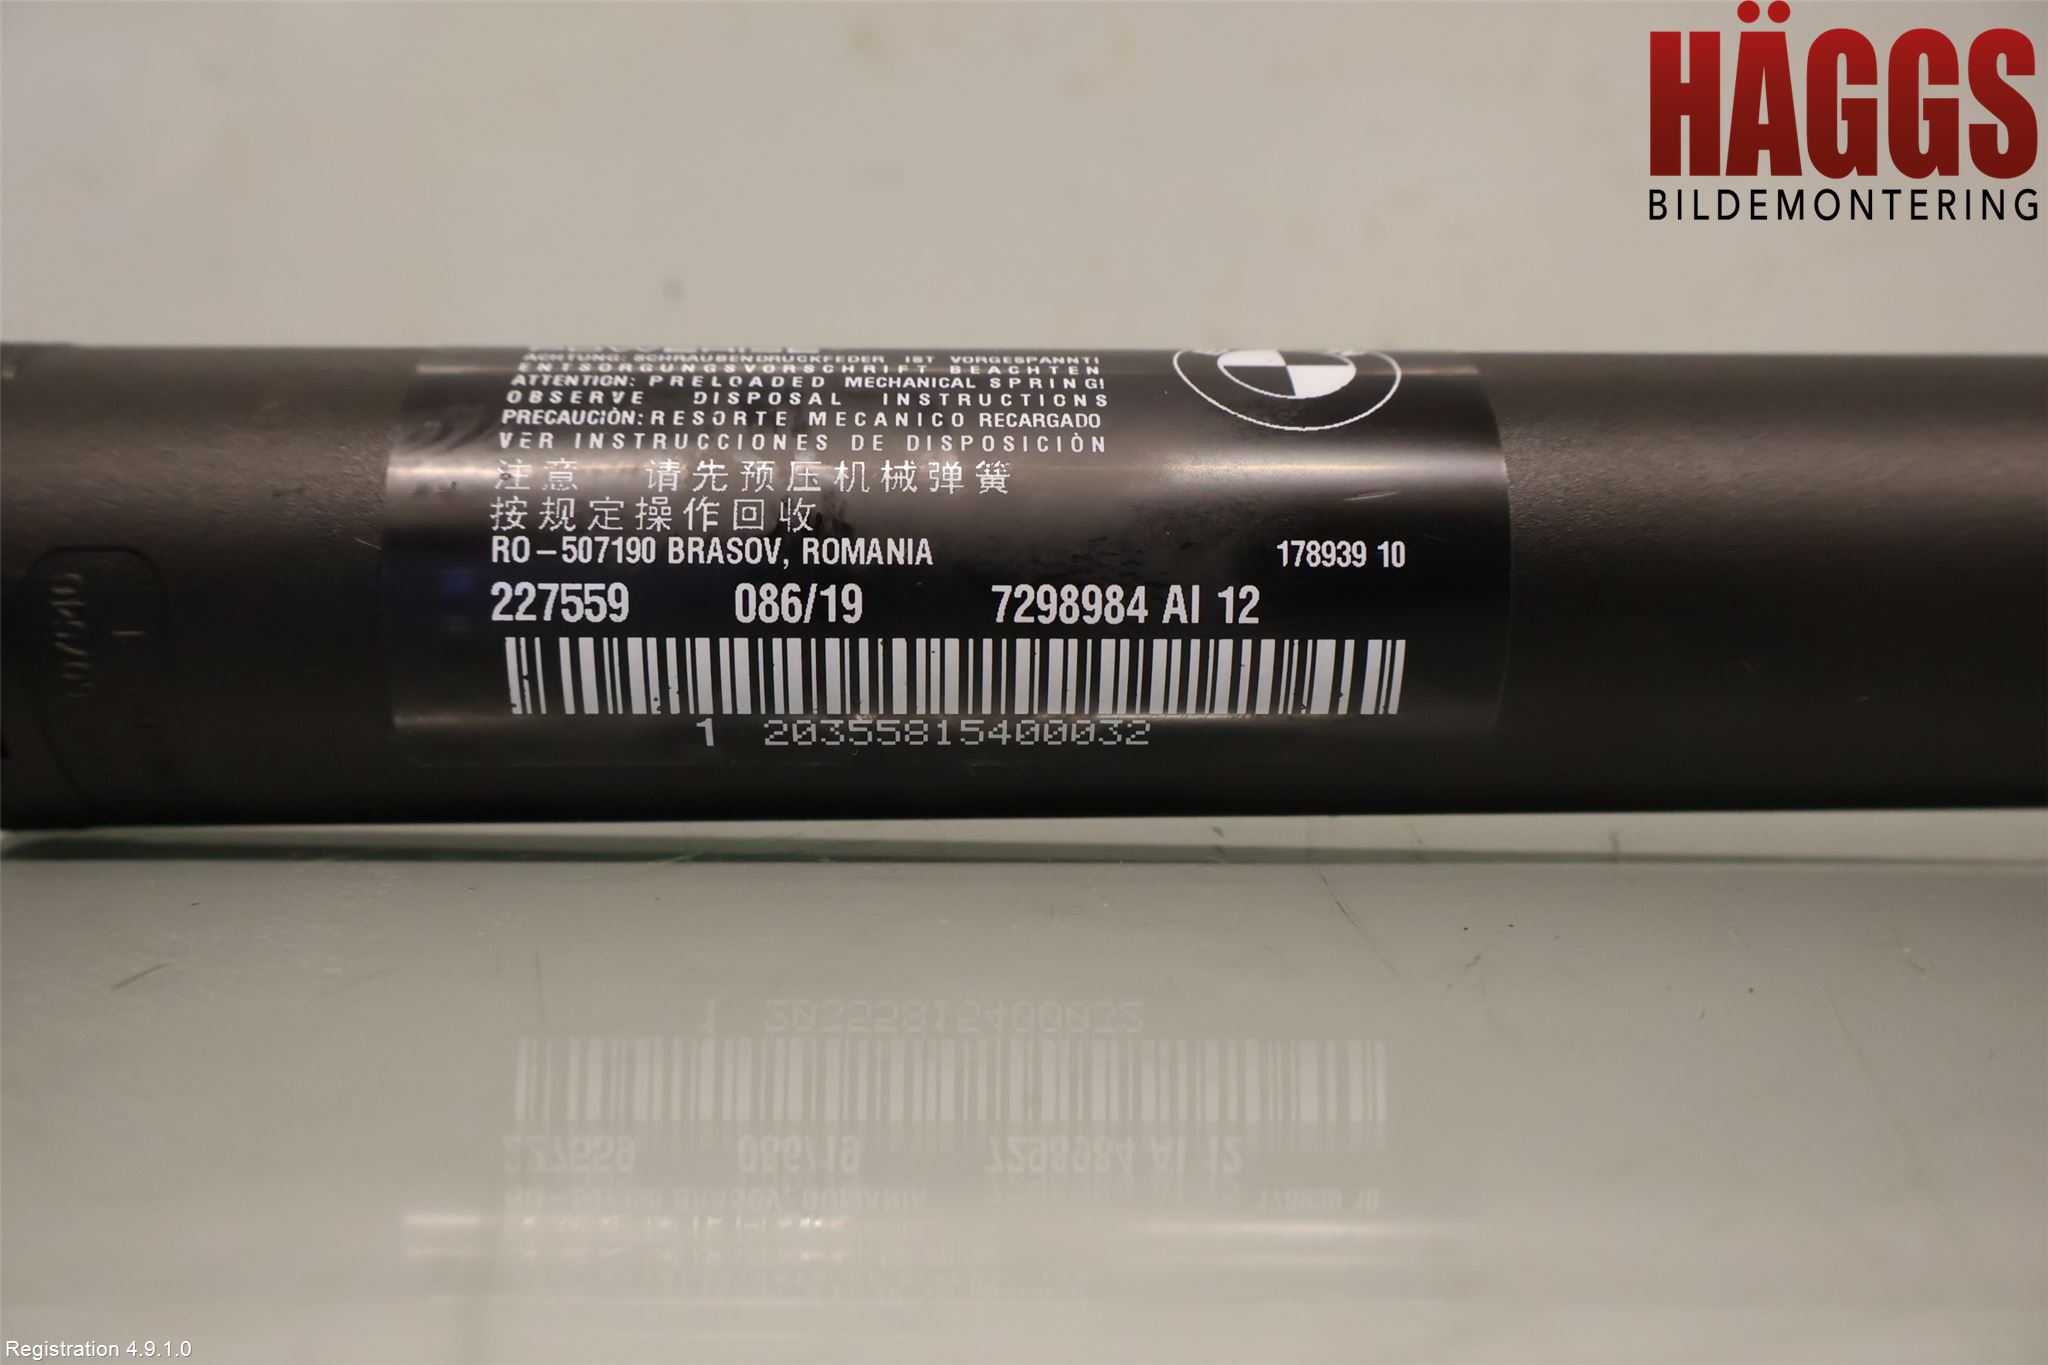 HÄGGS
BILDEMONTERING
ACHTUNG: SCHRAUBENDRUCKFEDER IST VORGESPANNT!
ENTSORGUNGSVORSCHRIFT BEACHTEN
ATTENTION: PRELOADED MECHANICAL SPRING!
OBSERVE DISPOSAL INSTRUCTIONS
PRECAUCIÒN: RESORTE MECANICO RECARGADO
VER INSTRUCCIONES DE DISPOSICIÒN
注意 请先预压机械弹簧
按规定操作回收
RO – 507190 BRASOV, ROMANIA 178939 10
227559 086/19 7298984 AI 12
1 20355815400032
Registration 4.9.1.0